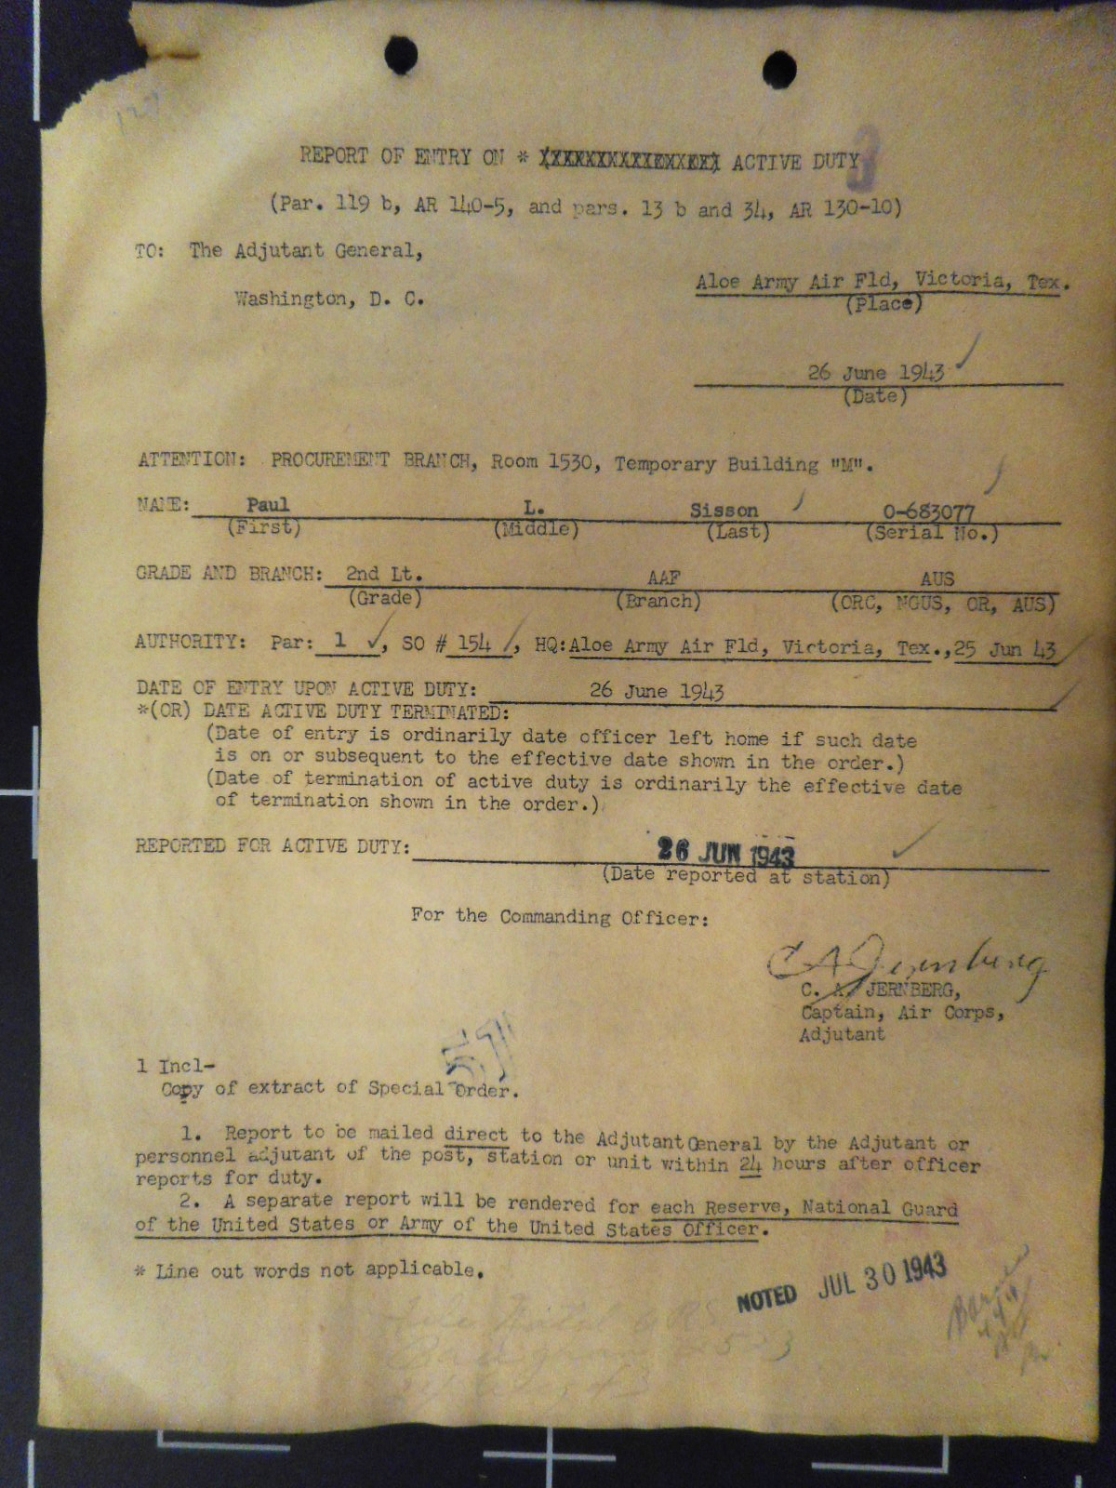 REPORT OF ENTRY ON * ACTIVE DUTY
(Par. 119 b, AR 140-5, and pars. 13 b and 34, AR 130-10)
TO: The Adjutant General,
Washington, D. C.
Aloe Army Air Fld, Victoria, Tex.
(Place)
26 June 1943
(Date)
ATTENTION: PROCUREMENT BRANCH, Room 1530, Temporary Building "M".
NAME: Paul L. Sisson 0-683077
(First) (Middle) (Last) (Serial No.)
GRADE AND BRANCH: 2nd Lt. AAF AUS
(Grade) (Branch) (ORC, NGUS, OR, AUS)
AUTHORITY: Par: 1, SO # 154, HQ: Aloe Army Air Fld, Victoria, Tex., 25 Jun 43
DATE OF ENTRY UPON ACTIVE DUTY: 26 June 1943
*(OR) DATE ACTIVE DUTY TERMINATED:
(Date of entry is ordinarily date officer left home if such date
is on or subsequent to the effective date shown in the order.)
(Date of termination of active duty is ordinarily the effective date
of termination shown in the order.)
REPORTED FOR ACTIVE DUTY: 26 JUN 1943
(Date reported at station)
For the Commanding Officer:
C A Jernberg
C. A. JERNBERG,
Captain, Air Corps,
Adjutant
1 Incl-
Copy of extract of Special Order.
1. Report to be mailed direct to the Adjutant General by the Adjutant or
personnel adjutant of the post, station or unit within 24 hours after officer
reports for duty.
2. A separate report will be rendered for each Reserve, National Guard
of the United States or Army of the United States Officer.
* Line out words not applicable.
NOTED JUL 30 1943